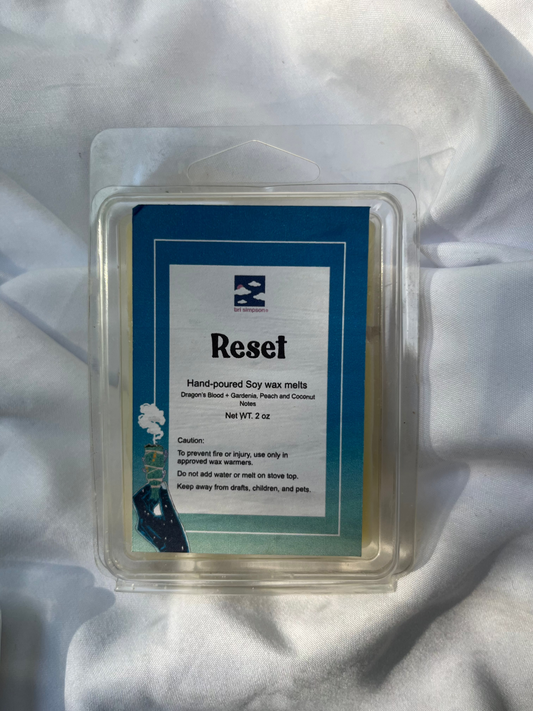 bri simpson+
Reset
Hand-poured Soy wax melts
Dragon's Blood + Gardenia, Peach and Coconut
Notes
Net WT. 2 oz
Caution:
To prevent fire or injury, use only in
approved wax warmers.
Do not add water or melt on stove top.
Keep away from drafts, children, and pets.